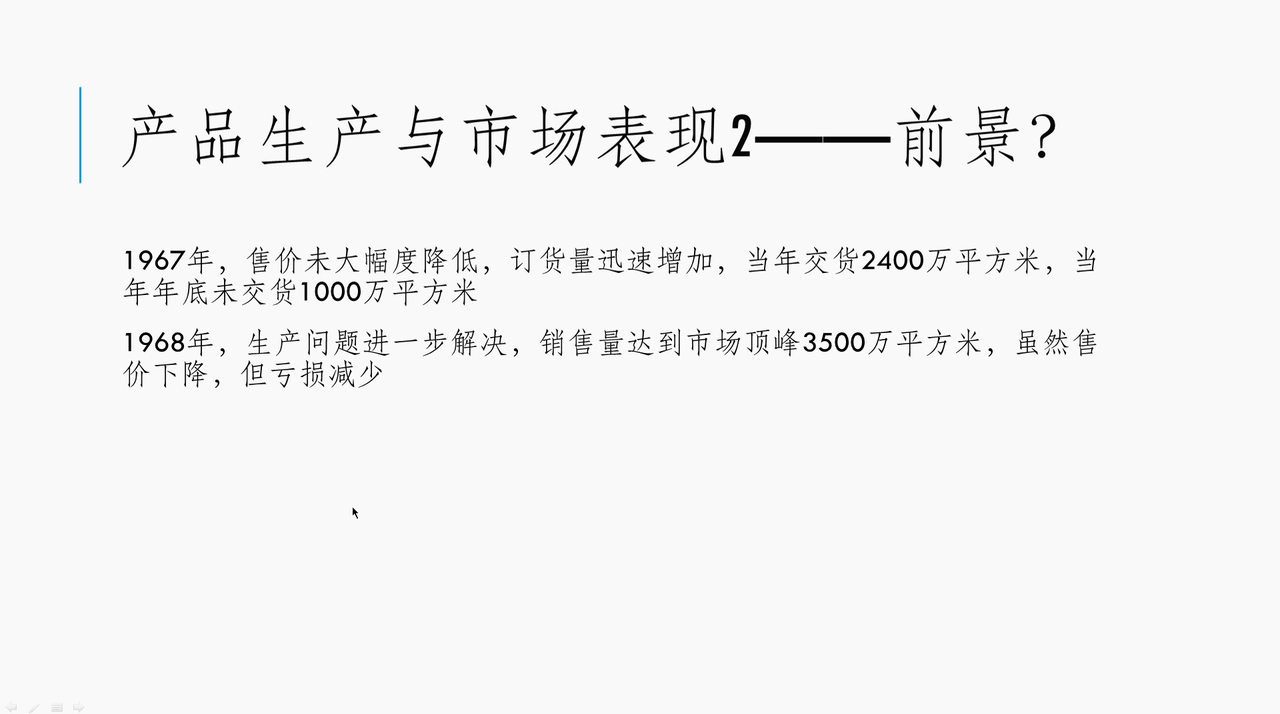 产品生产与市场表现2——前景？
1967年，售价未大幅度降低，订货量迅速增加，当年交货2400万平方米，当
年年底未交货1000万平方米
1968年，生产问题进一步解决，销售量达到市场顶峰3500万平方米，虽然售
价下降，但亏损减少